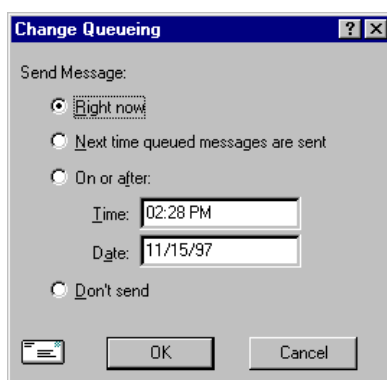 Change Queueing
Send Message:
Right now
Next time queued messages are sent
On or after:
Time: 02:28 PM
Date: 11/15/97
Don't send
OK Cancel